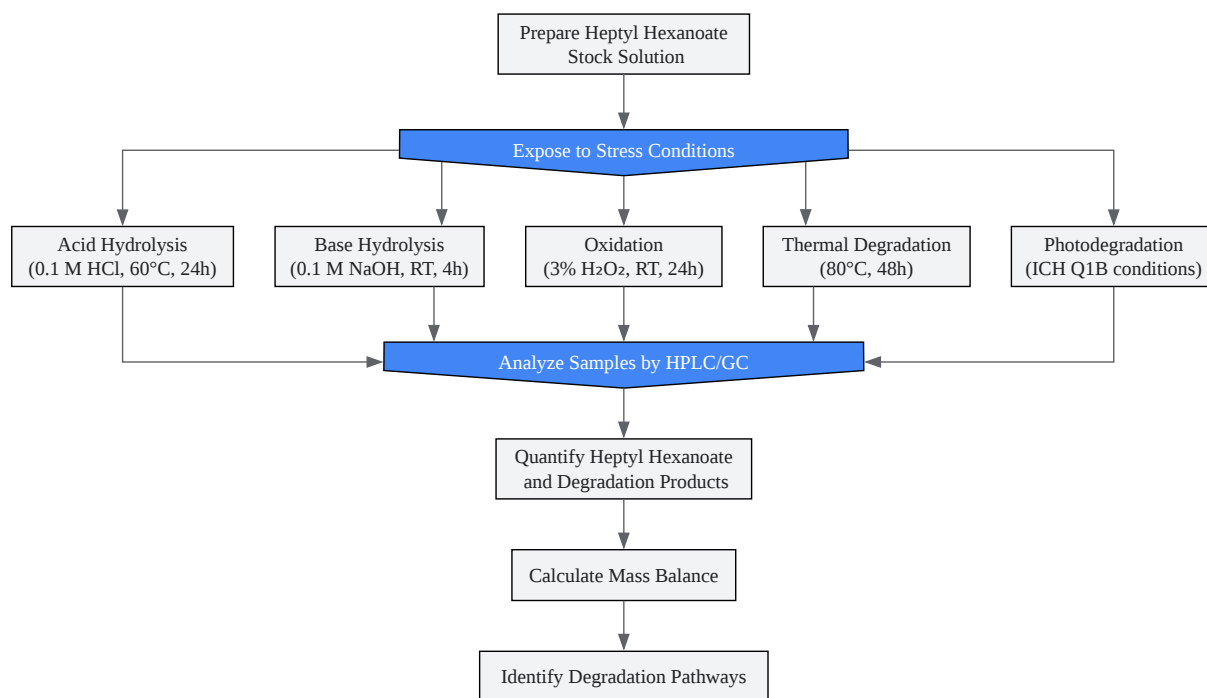 Prepare Heptyl Hexanoate
Stock Solution
Expose to Stress Conditions
Acid Hydrolysis
(0.1 M HCl, 60°C, 24h)
Base Hydrolysis
(0.1 M NaOH, RT, 4h)
Oxidation
(3% H₂O₂, RT, 24h)
Thermal Degradation
(80°C, 48h)
Photodegradation
(ICH Q1B conditions)
Analyze Samples by HPLC/GC
Quantify Heptyl Hexanoate
and Degradation Products
Calculate Mass Balance
Identify Degradation Pathways